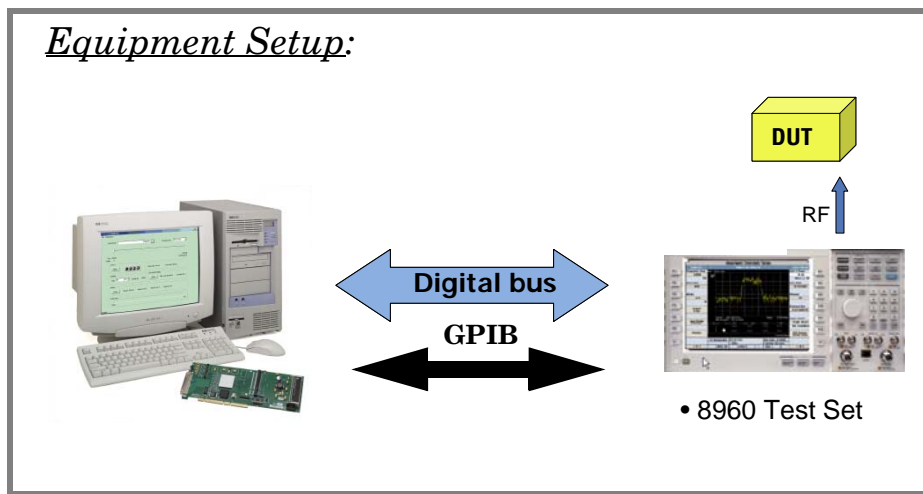 Equipment Setup:
DUT
RF
Digital bus
GPIB
• 8960 Test Set